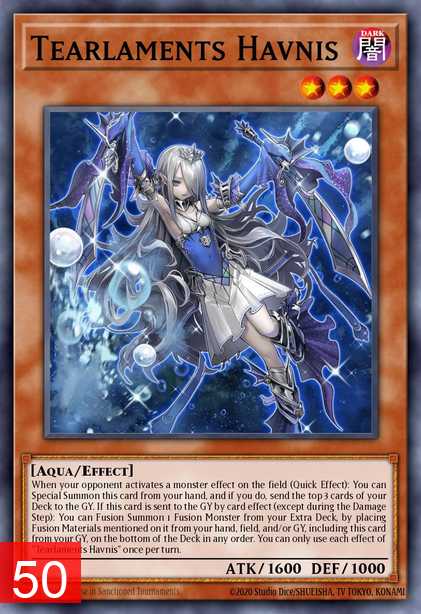 TEARLAMENTS HAVNIS
DARK
闇
[AQUA/EFFECT]
When your opponent activates a monster effect on the field (Quick Effect): You can
Special Summon this card from your hand, and if you do, send the top 3 cards of your
Deck to the GY. If this card is sent to the GY by card effect (except during the Damage
Step): You can Fusion Summon 1 Fusion Monster from your Extra Deck, by placing
Fusion Materials mentioned on it from your hand, field, and/or GY, including this card
from your GY, on the bottom of the Deck in any order. You can only use each effect of
"Tearlaments Havnis" once per turn.
ATK/1600 DEF/1000
50
Use in Sanctioned Tournaments
©2020 Studio Dice/SHUEISHA, TV TOKYO, KONAMI